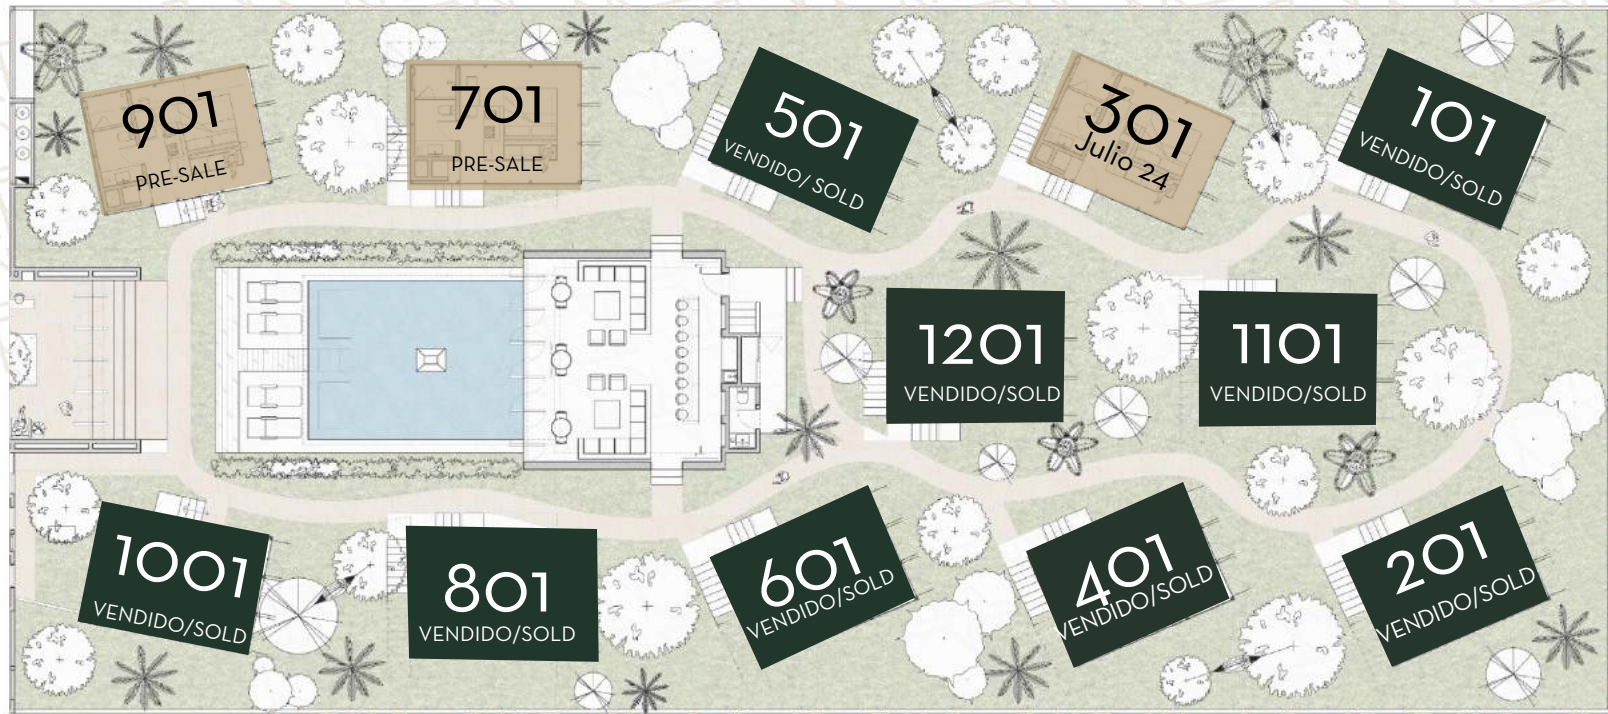 901
PRE-SALE
701
PRE-SALE
501
VENDIDO/ SOLD
301
Julio 24
101
VENDIDO/SOLD
1201
VENDIDO/SOLD
1101
VENDIDO/SOLD
1001
VENDIDO/SOLD
801
VENDIDO/SOLD
601
VENDIDO/SOLD
401
VENDIDO/SOLD
201
VENDIDO/SOLD